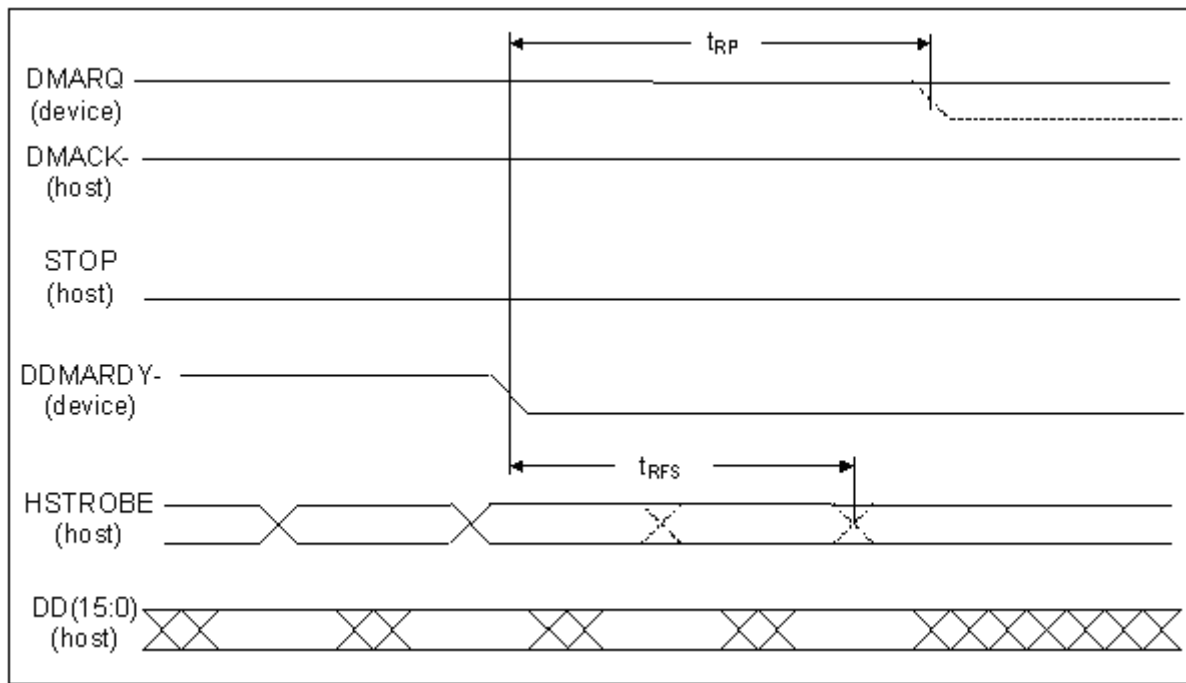 tRP
DMARQ
(device)
DMACK-
(host)
STOP
(host)
DDMARDY-
(device)
tRFS
HSTROBE
(host)
DD(15:0)
(host)